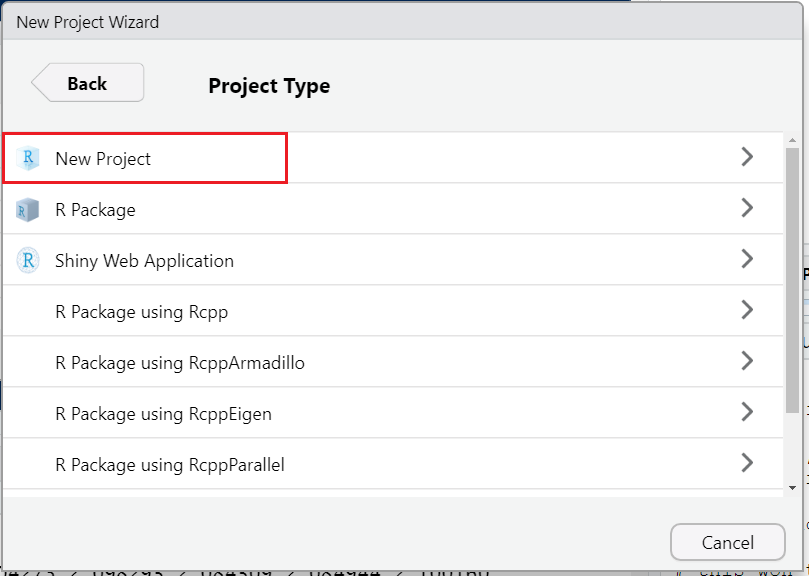 New Project Wizard
Back
Project Type
New Project
R Package
Shiny Web Application
R Package using Rcpp
R Package using RcppArmadillo
R Package using RcppEigen
R Package using RcppParallel
Cancel